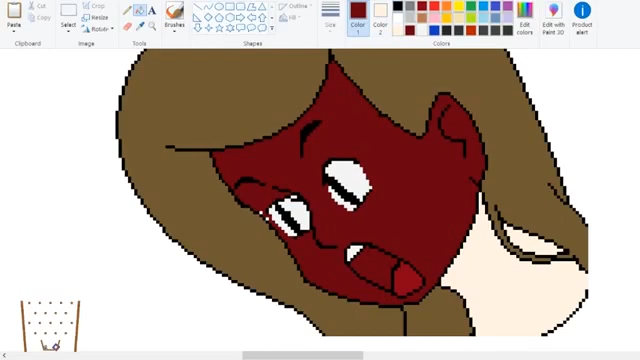 Paste
Cut
Copy
Select
Crop
Resize
Rotate
Brushes
Outline
Fill
Size
Color 1
Color 2
Edit colors
Edit with Paint 3D
Product alert
Clipboard
Image
Tools
Shapes
Colors